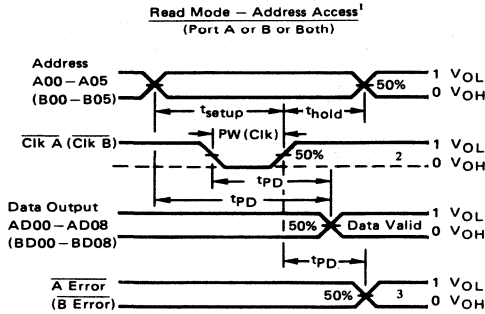 Read Mode – Address Access¹
(Port A or B or Both)
Address
A00 – A05
(B00 – B05)
50%
1 VOL
0 VOH
tsetup
thold
PW (Clk)
Clk A (Clk B)
50%
2
1 VOL
0 VOH
tPD
tPD
Data Output
AD00 – AD08
(BD00 – BD08)
50%
Data Valid
1 VOL
0 VOH
tPD
A Error
(B Error)
50%
3
1 VOL
0 VOH